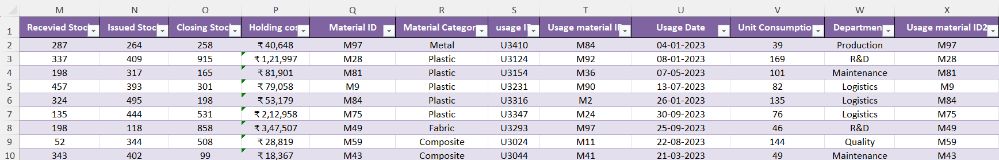 M N O P Q R S T U V W X
1 Recevied Stoc Issued Stoc Closing Stoc Holding cos Material ID Material Categor usage I Usage material I Usage Date Unit Consumptio Departmen Usage material ID2
2 287 264 258 ₹ 40,648 M97 Metal U3410 M84 04-01-2023 39 Production M97
3 337 409 915 ₹ 1,21,997 M28 Plastic U3124 M92 08-01-2023 169 R&D M28
4 198 317 165 ₹ 81,901 M81 Plastic U3154 M36 07-05-2023 101 Maintenance M81
5 457 393 301 ₹ 79,058 M9 Plastic U3231 M90 13-07-2023 82 Logistics M9
6 324 495 198 ₹ 53,179 M84 Plastic U3316 M2 26-01-2023 135 Logistics M84
7 135 444 531 ₹ 2,12,958 M75 Plastic U3347 M24 30-09-2023 76 Logistics M75
8 198 118 858 ₹ 3,47,507 M49 Fabric U3293 M97 25-09-2023 46 R&D M49
9 52 344 508 ₹ 28,819 M59 Composite U3024 M11 22-08-2023 144 Quality M59
10 343 402 99 ₹ 18,367 M43 Composite U3044 M41 21-03-2023 49 Maintenance M43